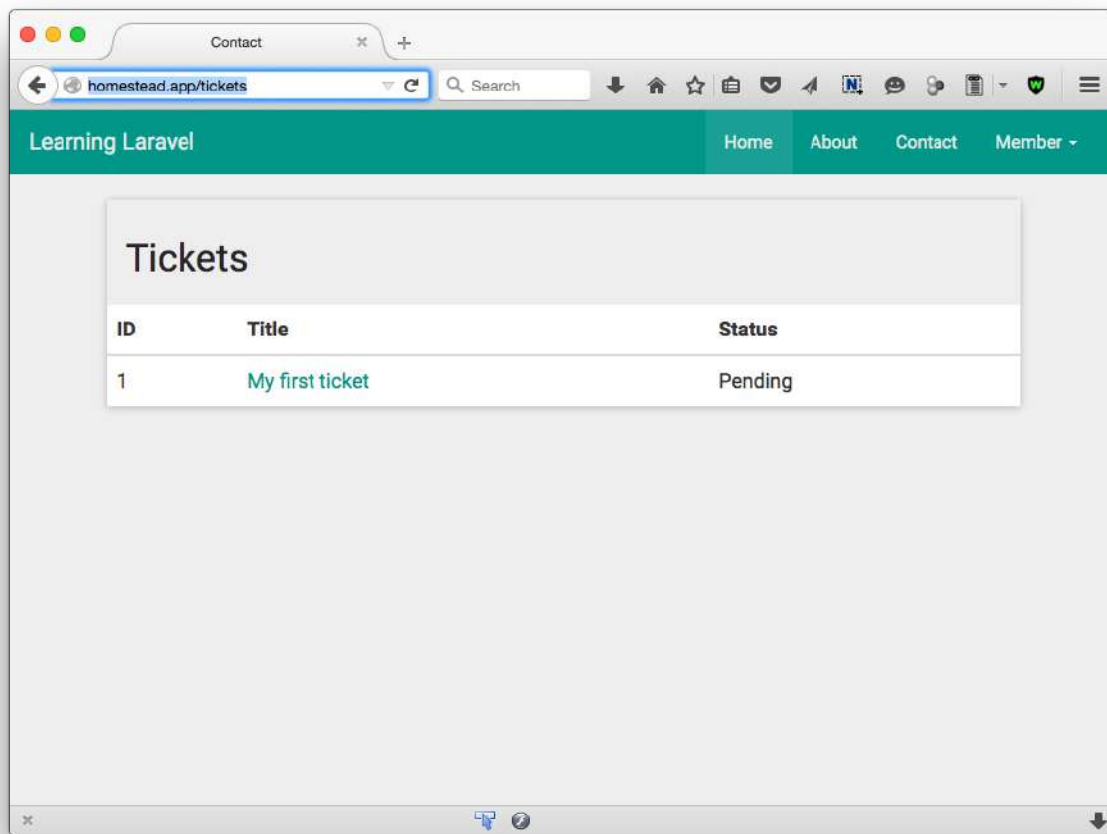 Contact
homestead.app/tickets
Search
Learning Laravel Home About Contact Member
Tickets
ID Title Status
1 My first ticket Pending